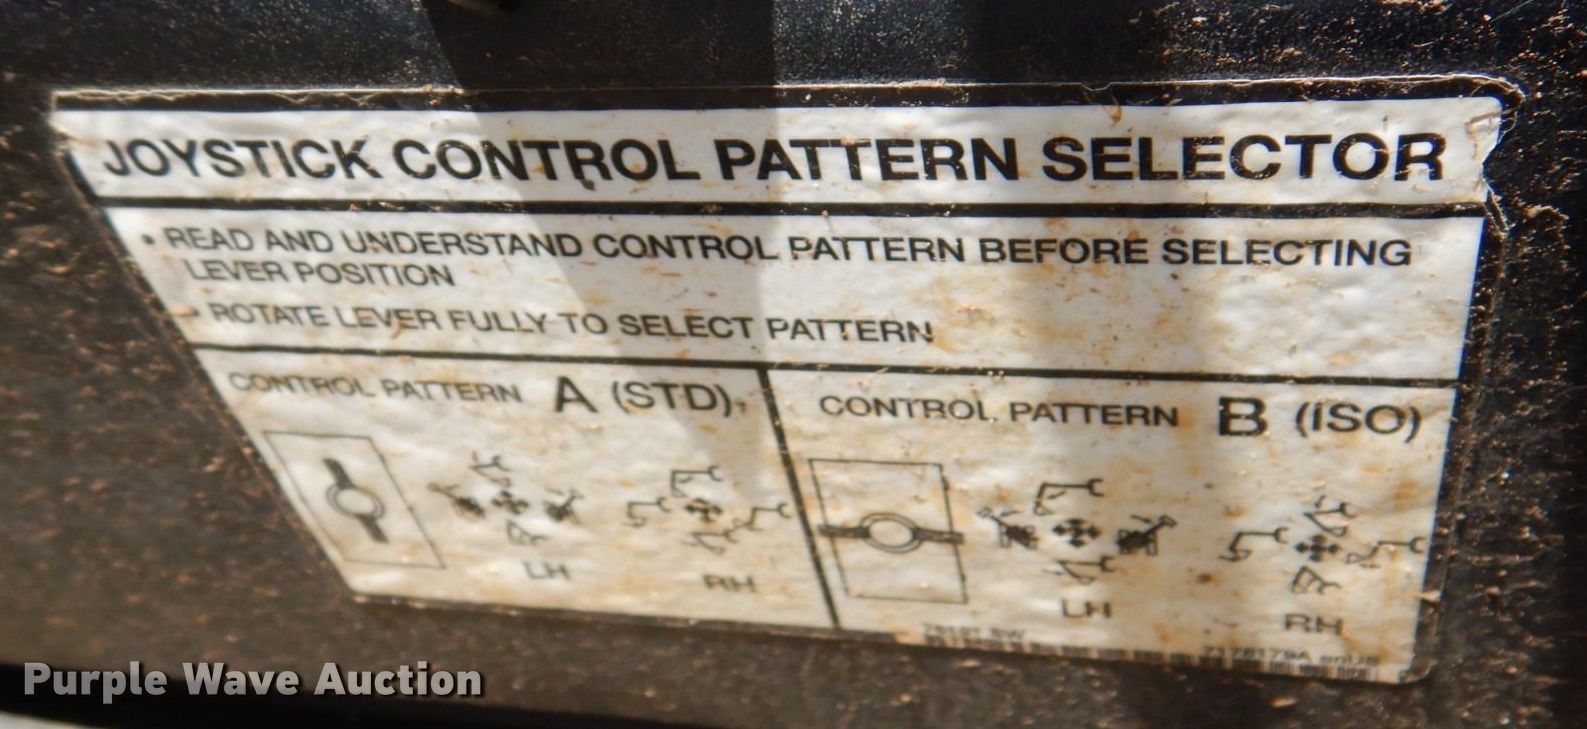 JOYSTICK CONTROL PATTERN SELECTOR
• READ AND UNDERSTAND CONTROL PATTERN BEFORE SELECTING
LEVER POSITION
• ROTATE LEVER FULLY TO SELECT PATTERN
CONTROL PATTERN A (STD)
CONTROL PATTERN B (ISO)
LH
RH
LH
RH
Purple Wave Auction